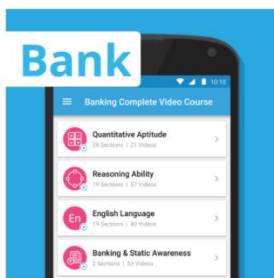 Bank
10:10
Banking Complete Video Course
Quantitative Aptitude
28 Sections | 21 Videos
Reasoning Ability
19 Sections | 57 Videos
En
English Language
15 Sections | 40 Videos
Banking & Static Awareness
2 Sections | 53 Videos